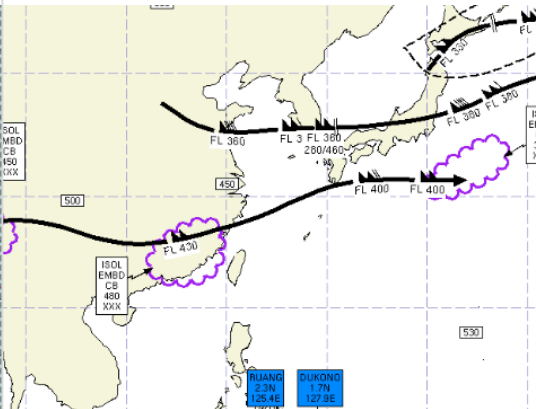 FL 330
FL
FL 380
FL 380
FL 360
FL 3
FL 360
280/460
EMBD
CB
450
XXX
450
500
FL 400
FL 400
FL 430
ISOL
EMBD
CB
480
XXX
530
RUANG
2.3N
125.4E
DUKONO
1.7N
127.9E